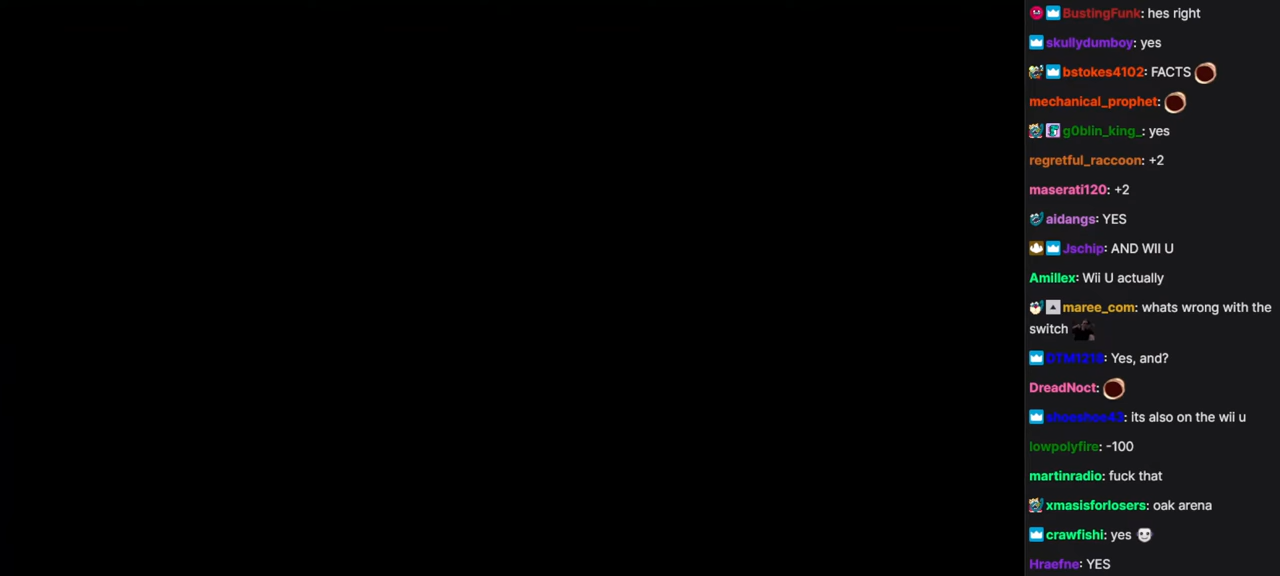 BustingFunk: hes right
skullydumboy: yes
bstokes4102: FACTS
mechanical_prophet:
g0blin_king_: yes
regretful_raccoon: +2
maserati120: +2
aidangs: YES
Jschip: AND WII U
Amillex: Wii U actually
maree_com: whats wrong with the
switch
DTM1218: Yes, and?
DreadNoct:
shoeshoe43: its also on the wii u
lowpolyfire: -100
martinradio: fuck that
xmasisforlosers: oak arena
crawfishi: yes
Hraefne: YES